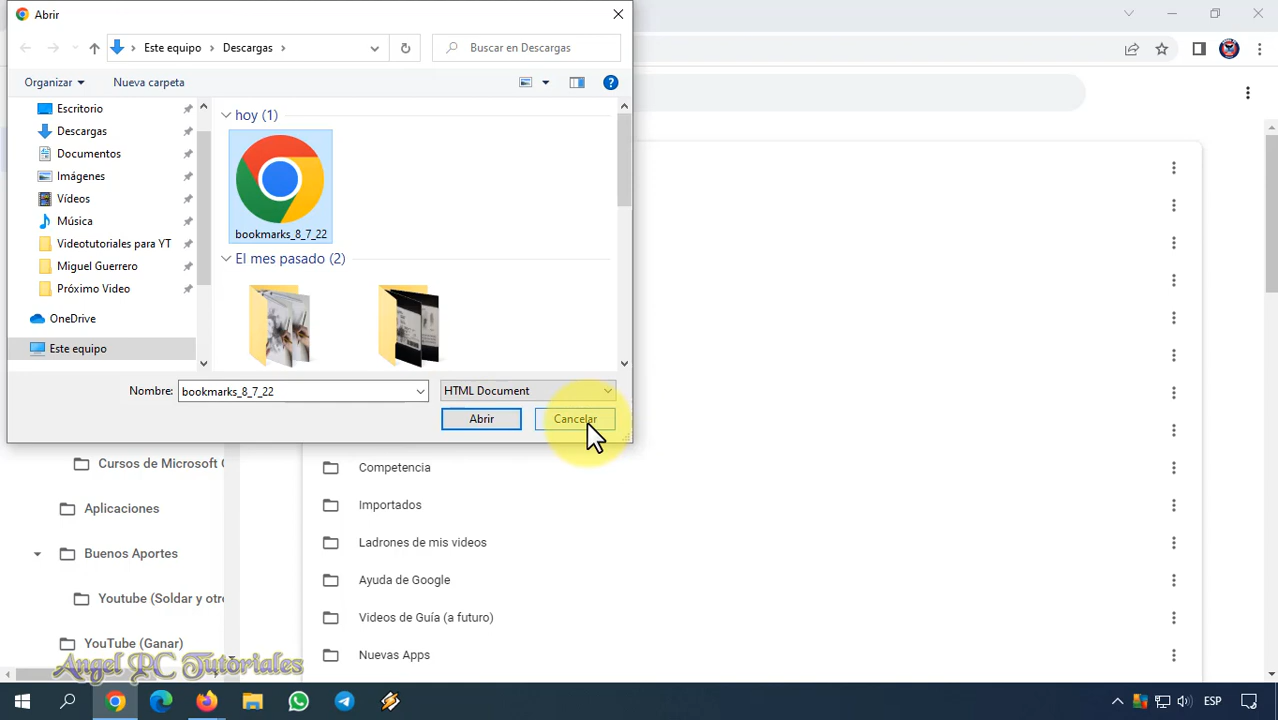 Abrir
Este equipo > Descargas >
Buscar en Descargas
Organizar
Nueva carpeta
Escritorio
Descargas
Documentos
Imágenes
Vídeos
Música
Videotutoriales para YT
Miguel Guerrero
Próximo Video
OneDrive
Este equipo
hoy (1)
bookmarks_8_7_22
El mes pasado (2)
Nombre:
bookmarks_8_7_22
HTML Document
Abrir
Cancelar
Cursos de Microsoft
Aplicaciones
Buenos Aportes
Youtube (Soldar y otro
YouTube (Ganar)
Competencia
Importados
Ladrones de mis videos
Ayuda de Google
Videos de Guía (a futuro)
Nuevas Apps
Angel PC Tutoriales
ESP